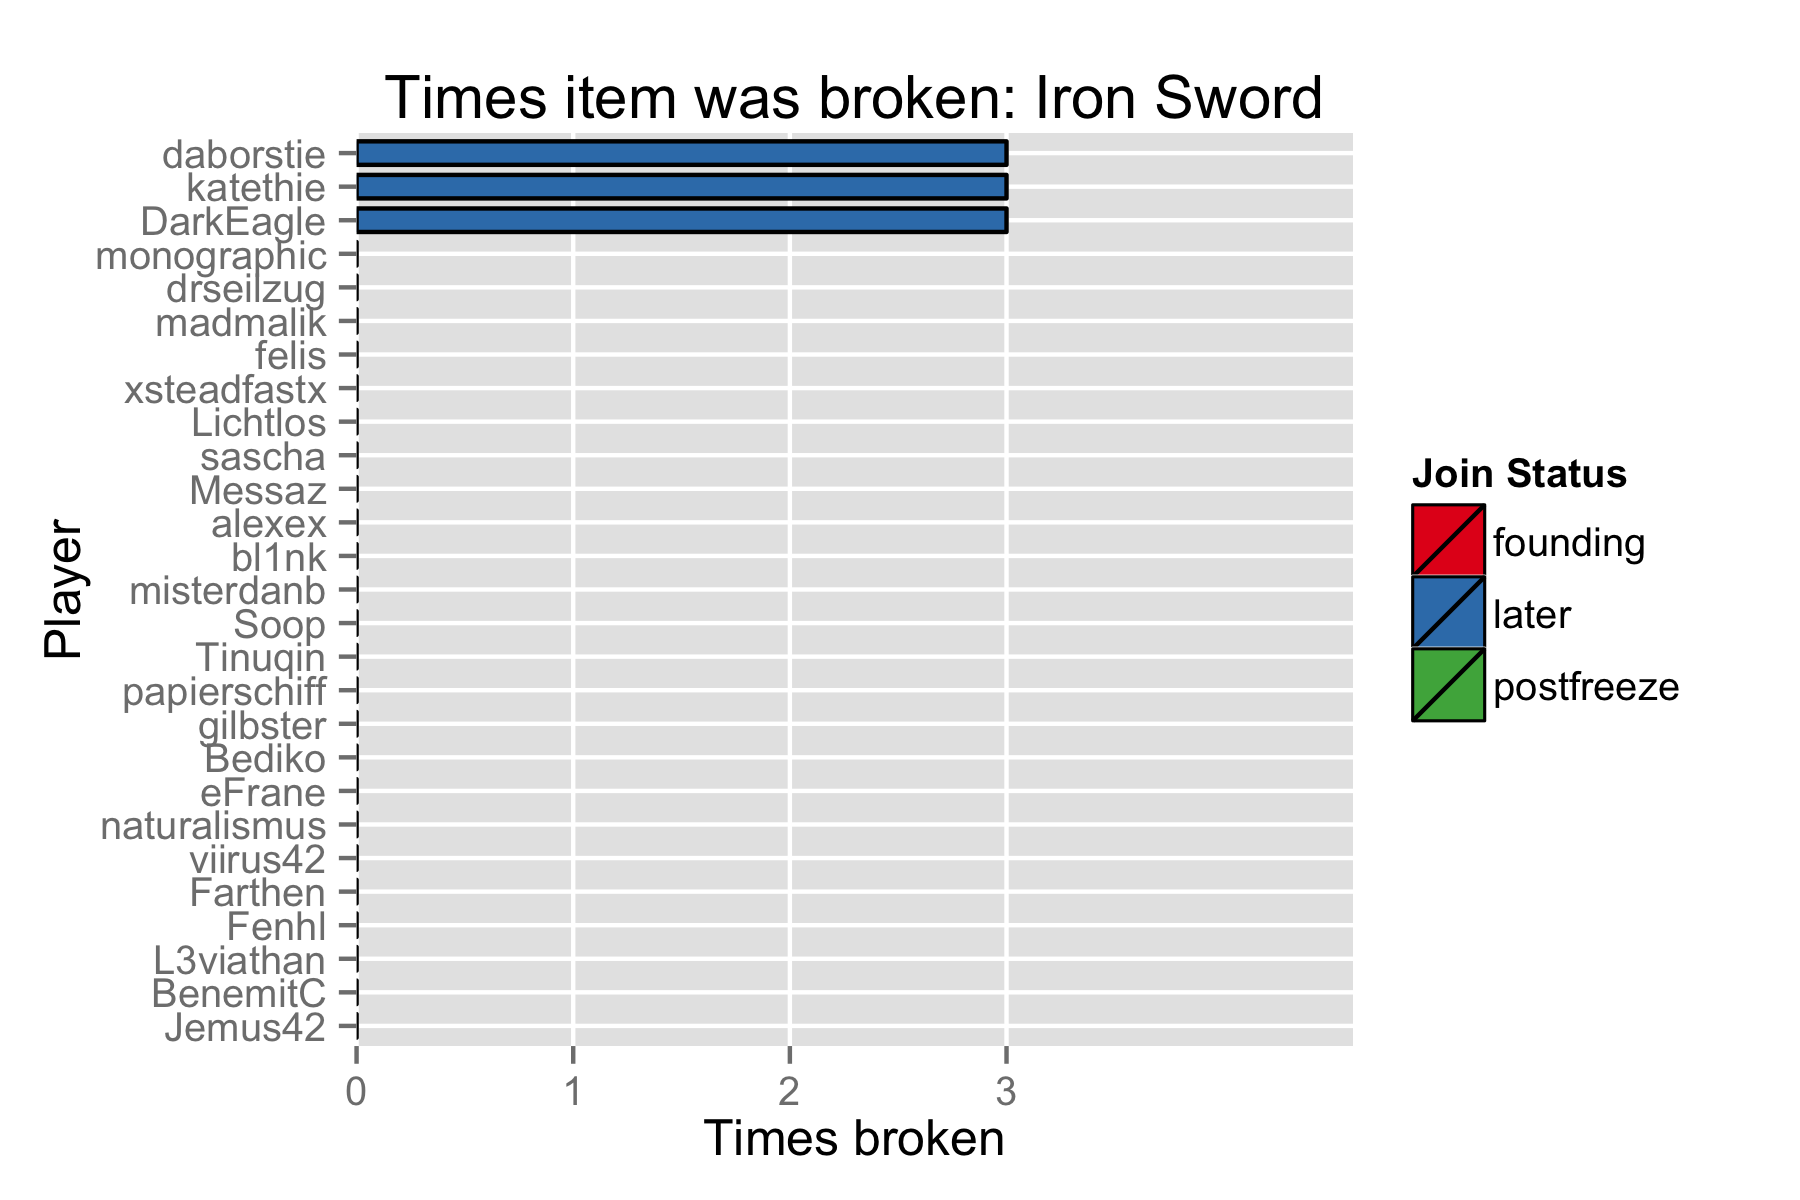 Times item was broken: Iron Sword
daborstie
katethie
DarkEagle
monographic
drseilzug
madmalik
felis
xsteadfastx
Lichtlos
sascha
Messaz
alexex
bl1nk
misterdanb
Soop
Tinuqin
papierschiff
gilbster
Bediko
eFrane
naturalismus
viirus42
Farthen
Fenhl
L3viathan
BenemitC
Jemus42
Player
0 1 2 3
Times broken
Join Status
founding
later
postfreeze